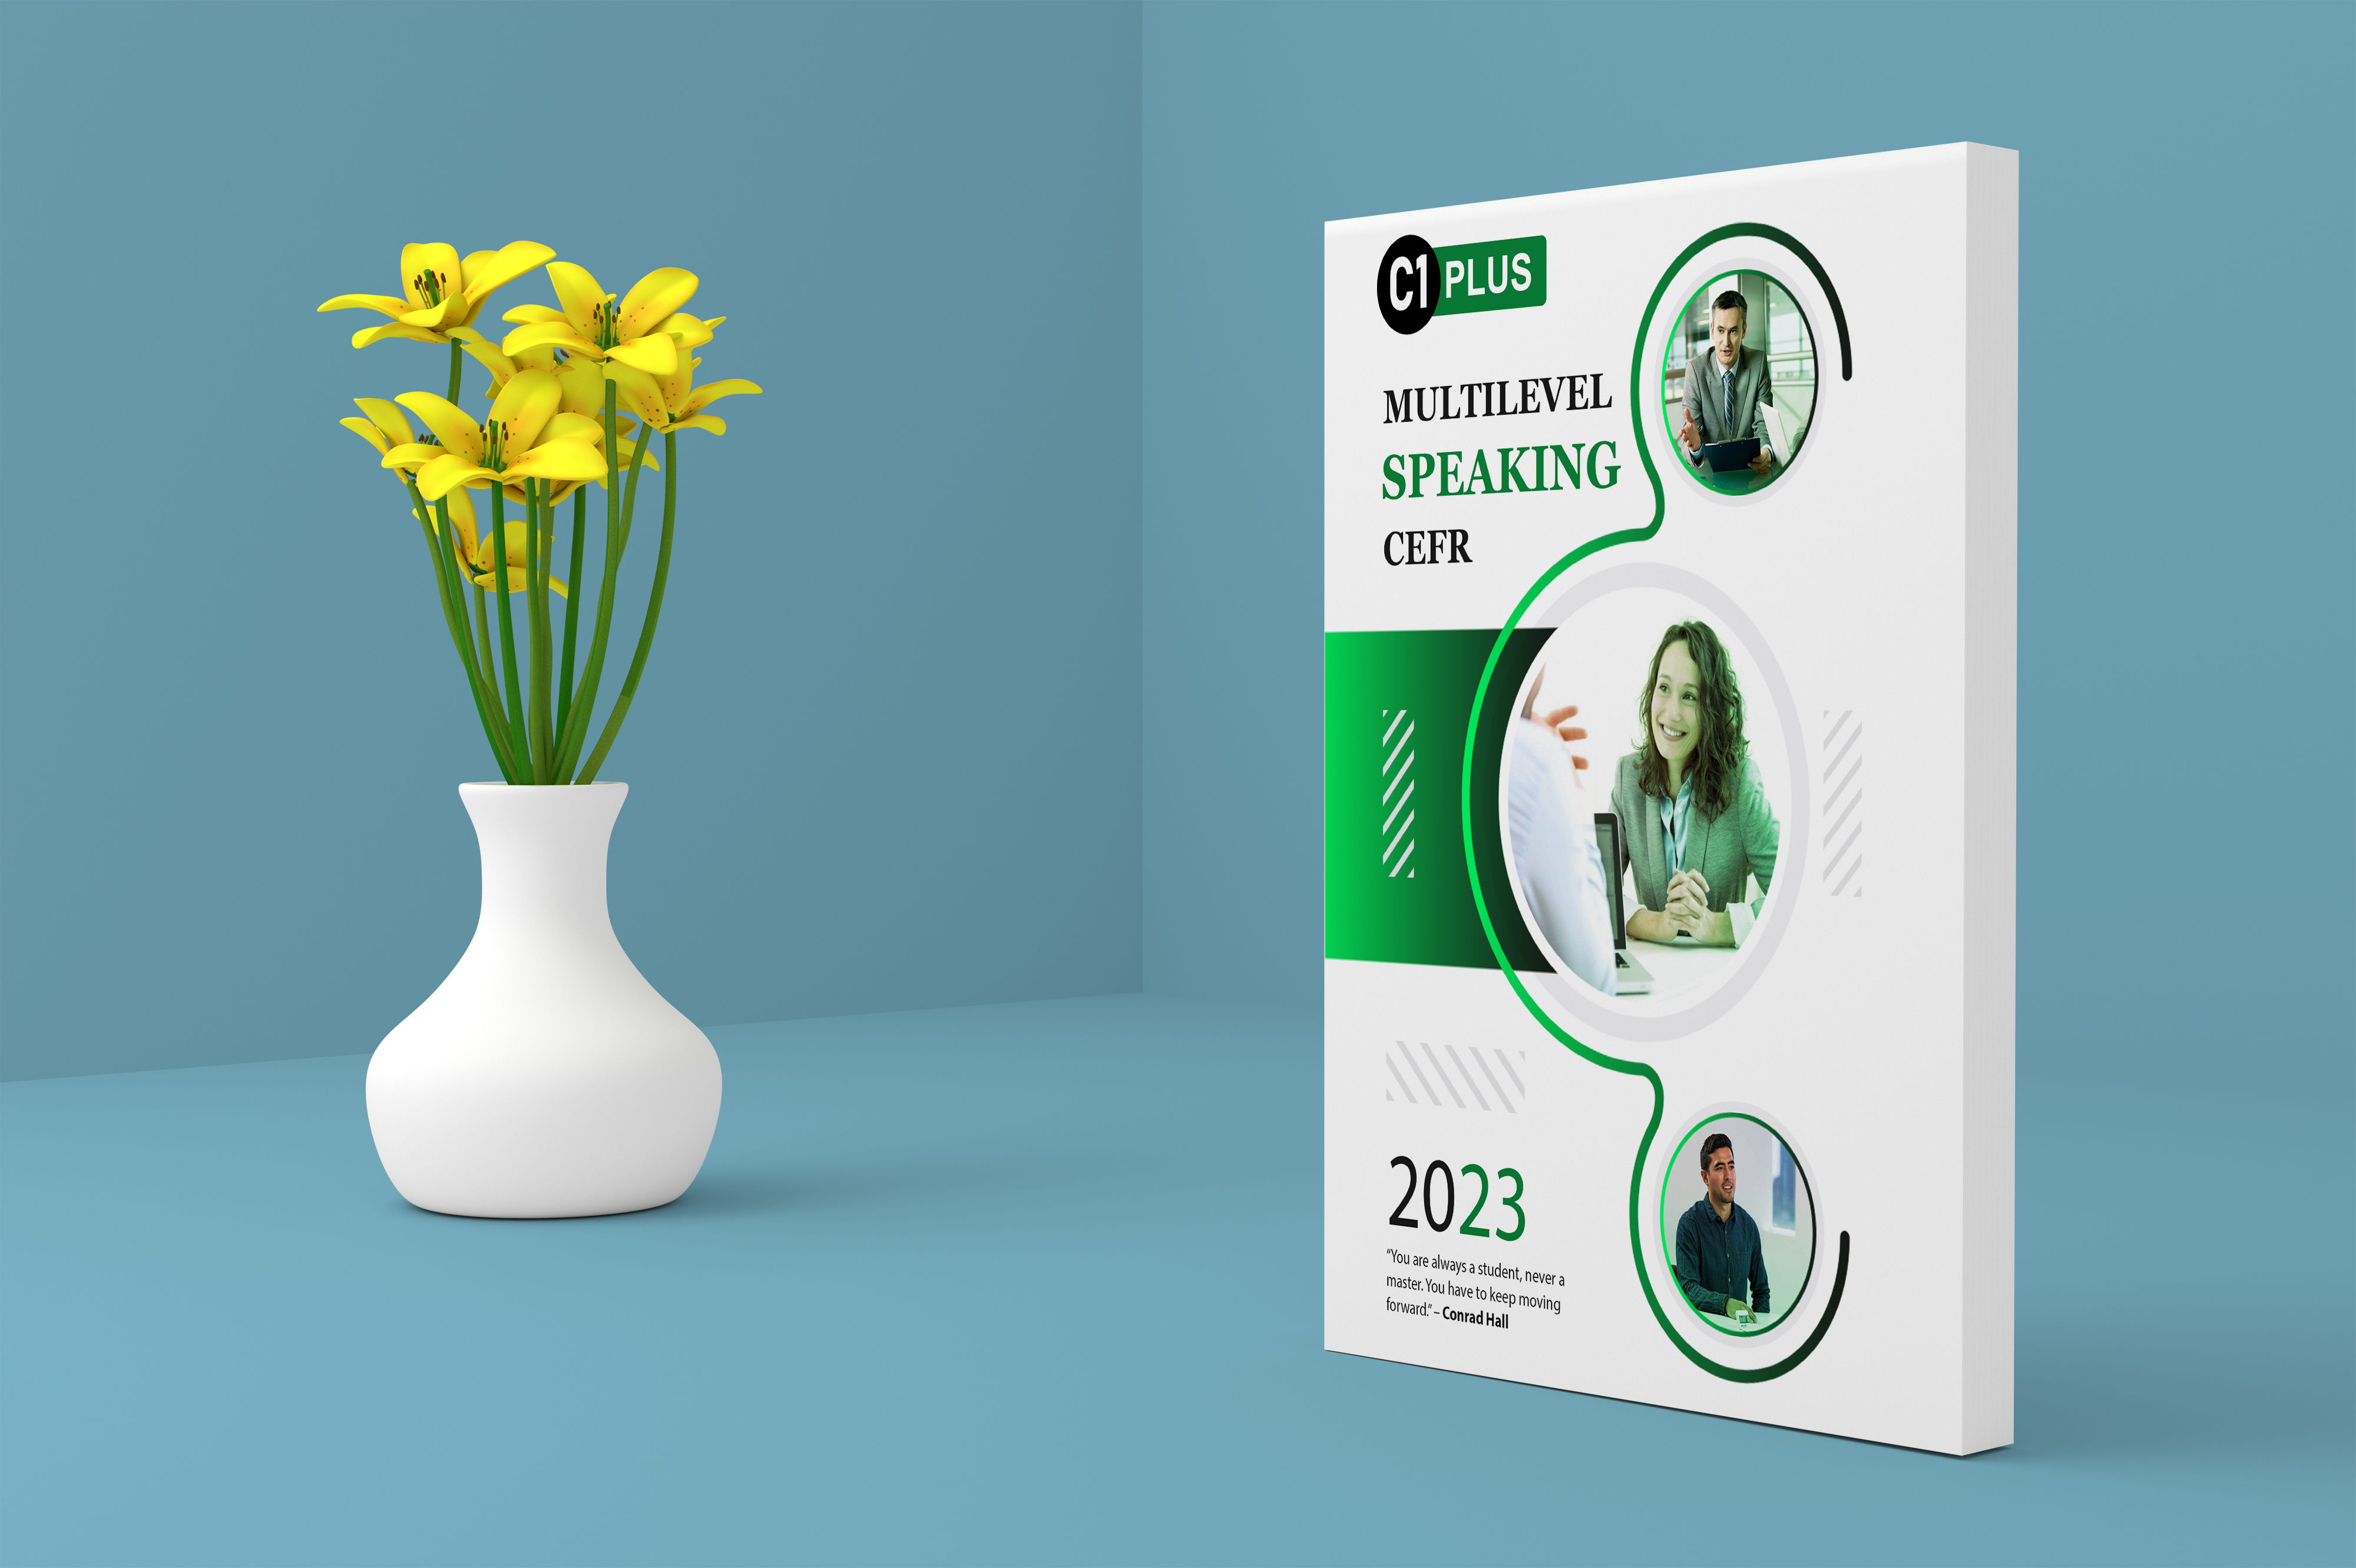 C1 PLUS
MULTILEVEL
SPEAKING
CEFR
2023
“You are always a student, never a
master. You have to keep moving
forward.” – Conrad Hall